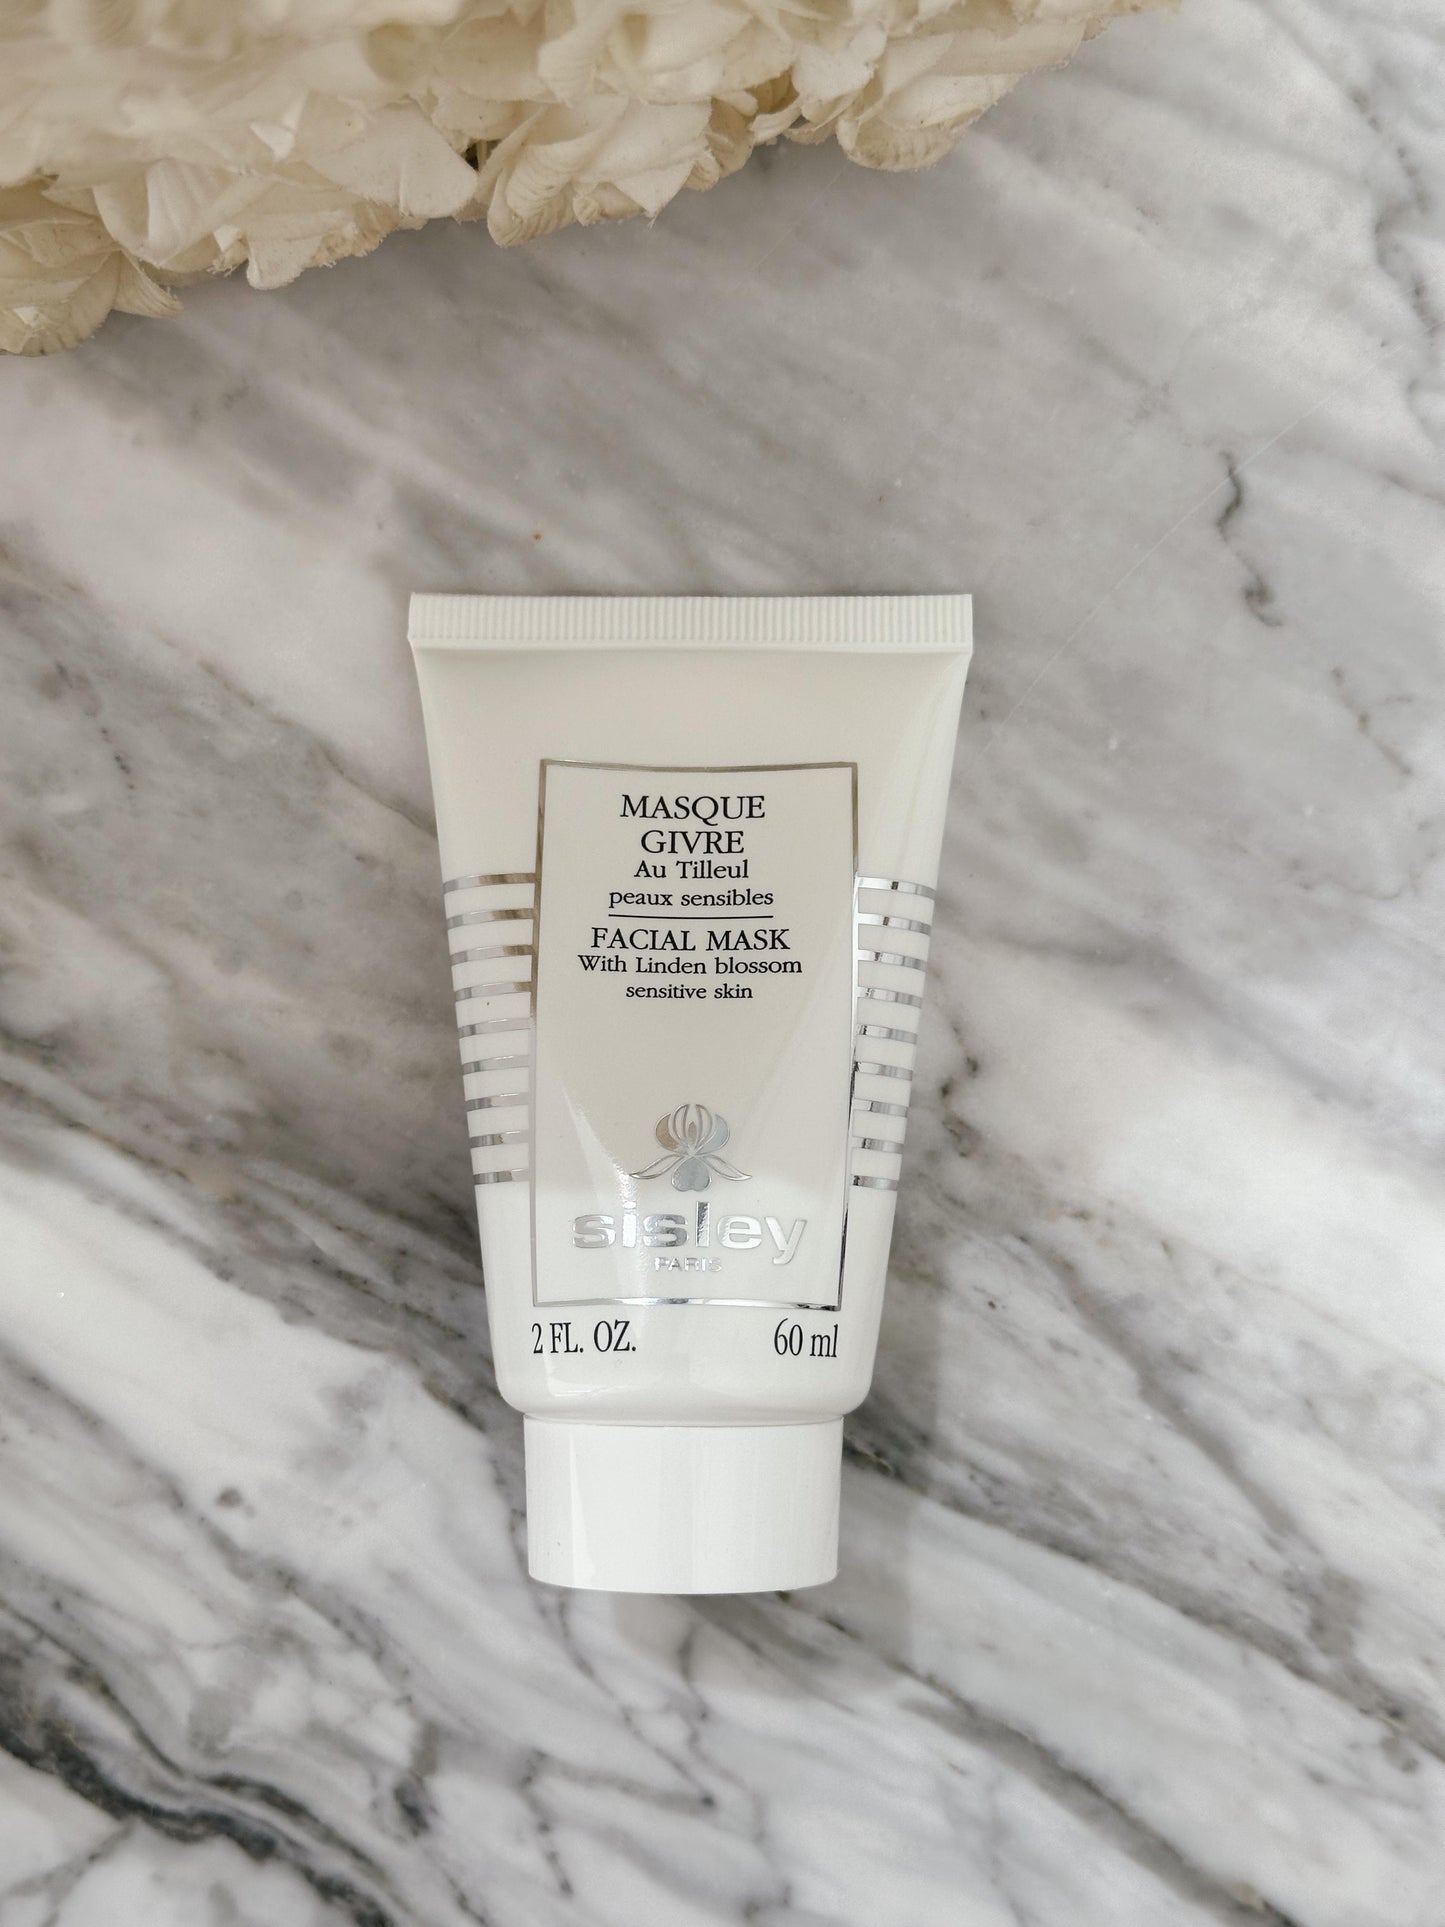 MASQUE
GIVRE
Au Tilleul
peaux sensibles
FACIAL MASK
With Linden blossom
sensitive skin
sisley
PARIS
2 FL. OZ. 60 ml